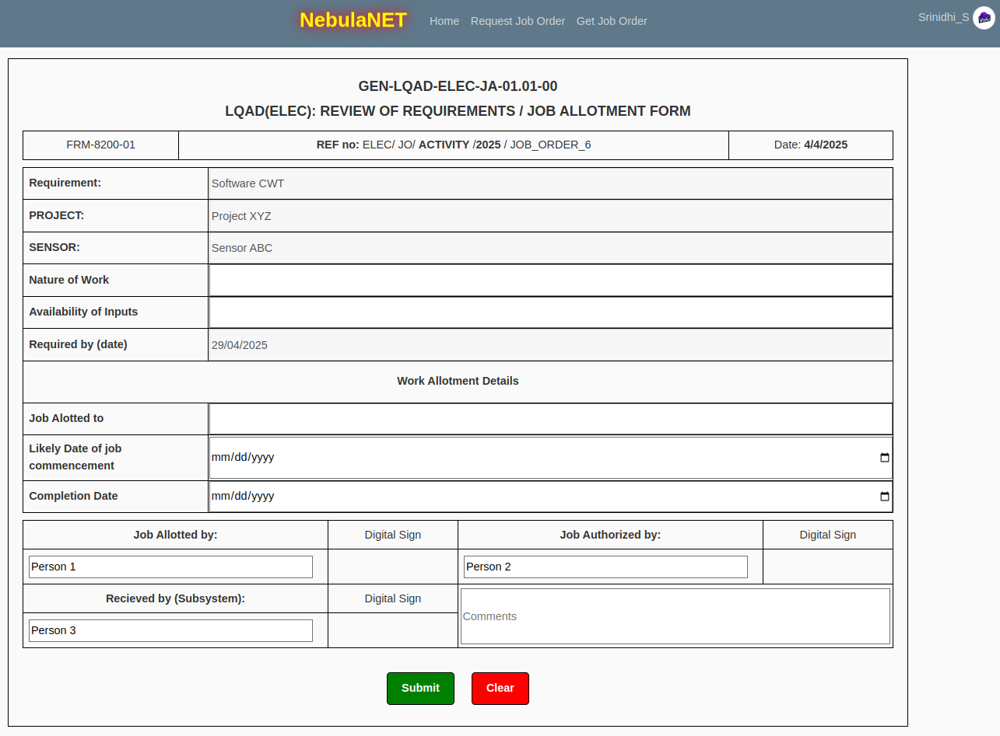 NebulaNET Home Request Job Order Get Job Order Srinidhi_S
GEN-LQAD-ELEC-JA-01.01-00
LQAD(ELEC): REVIEW OF REQUIREMENTS / JOB ALLOTMENT FORM
FRM-8200-01 REF no: ELEC/ JO/ ACTIVITY /2025 / JOB_ORDER_6 Date: 4/4/2025
Requirement: Software CWT
PROJECT: Project XYZ
SENSOR: Sensor ABC
Nature of Work
Availability of Inputs
Required by (date) 29/04/2025
Work Allotment Details
Job Alotted to
Likely Date of job
commencement mm/dd/yyyy
Completion Date mm/dd/yyyy
Job Allotted by: Digital Sign Job Authorized by: Digital Sign
Person 1 Person 2
Recieved by (Subsystem): Digital Sign
Comments
Person 3
Submit Clear